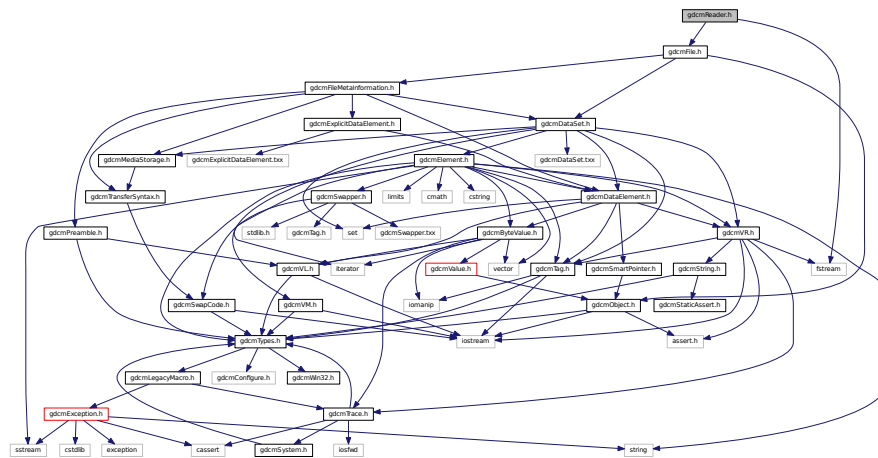 gdcmReader.h
gdcmFile.h
gdcmFileMetaInformation.h
gdcmExplicitDataElement.h
gdcmDataSet.h
gdcmMediaStorage.h
gdcmExplicitDataElement.txx
gdcmElement.h
gdcmDataSet.txx
gdcmTransferSyntax.h
gdcmSwapper.h
limits
cmath
cstring
gdcmDataElement.h
gdcmPreamble.h
stdlib.h
gdcmTag.h
set
gdcmSwapper.txx
gdcmByteValue.h
gdcmVR.h
gdcmVL.h
iterator
gdcmValue.h
vector
gdcmTag.h
gdcmSmartPointer.h
gdcmString.h
fstream
gdcmSwapCode.h
gdcmVM.h
iomanip
gdcmObject.h
gdcmStaticAssert.h
gdcmTypes.h
iostream
assert.h
gdcmLegacyMacro.h
gdcmConfigure.h
gdcmWin32.h
gdcmException.h
gdcmTrace.h
sstream
cstdlib
exception
cassert
gdcmSystem.h
iosfwd
string